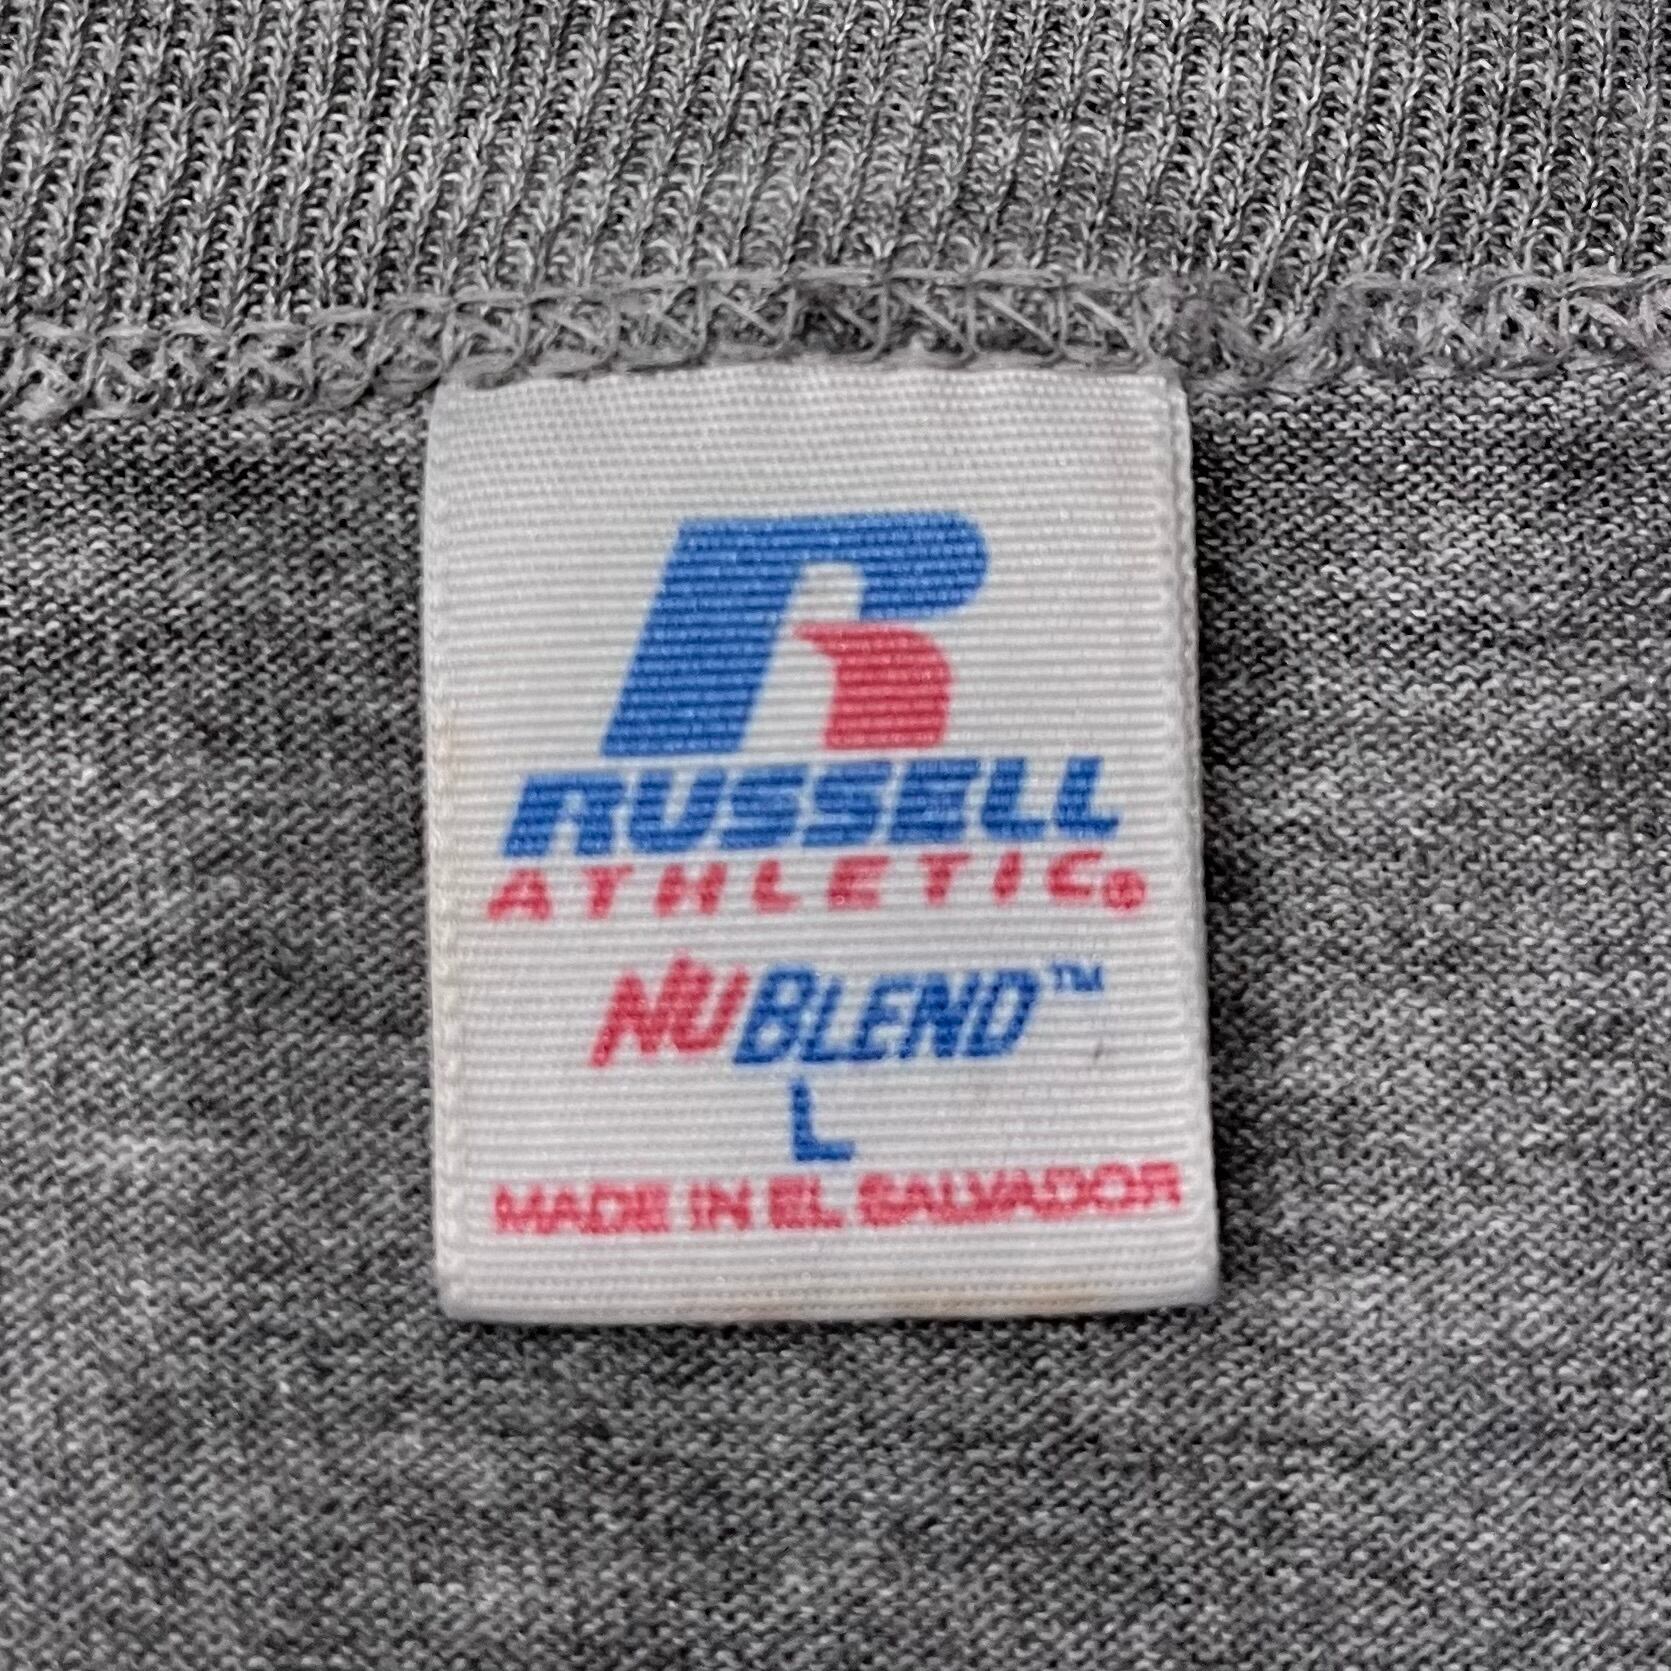 R
RUSSELL
ATHLETIC®
NUBLEND™
L
MADE IN EL SALVADOR